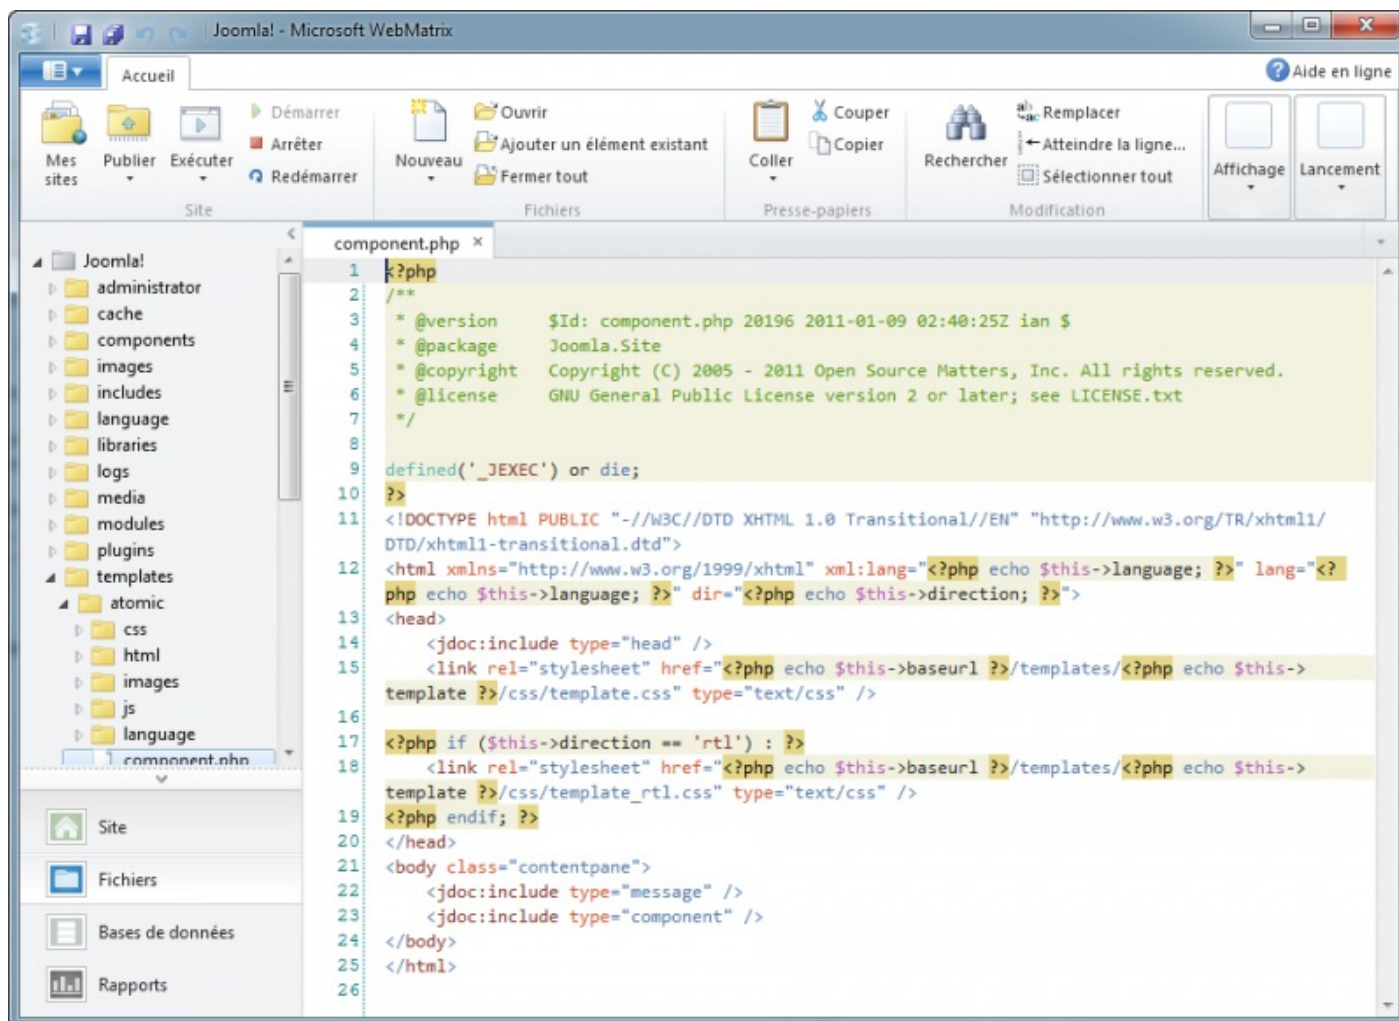 Joomla! - Microsoft WebMatrix
Accueil
Aide en ligne
Mes sites
Publier
Exécuter
Démarrer
Arrêter
Redémarrer
Site
Nouveau
Ouvrir
Ajouter un élément existant
Fermer tout
Fichiers
Coller
Couper
Copier
Presse-papiers
Rechercher
Remplacer
Atteindre la ligne...
Sélectionner tout
Modification
Affichage
Lancement
Joomla!
administrator
cache
components
images
includes
language
libraries
logs
media
modules
plugins
templates
atomic
css
html
images
js
language
component.php
Site
Fichiers
Bases de données
Rapports
component.php ×
1 <?php
2 /**
3  * @version      $Id: component.php 20196 2011-01-09 02:40:25Z ian $
4  * @package      Joomla.Site
5  * @copyright    Copyright (C) 2005 - 2011 Open Source Matters, Inc. All rights reserved.
6  * @license      GNU General Public License version 2 or later; see LICENSE.txt
7  */
8
9 defined('_JEXEC') or die;
10 ?>
11 <!DOCTYPE html PUBLIC "-//W3C//DTD XHTML 1.0 Transitional//EN" "http://www.w3.org/TR/xhtml1/
DTD/xhtml1-transitional.dtd">
12 <html xmlns="http://www.w3.org/1999/xhtml" xml:lang="<?php echo $this->language; ?>" lang="<?
php echo $this->language; ?>" dir="<?php echo $this->direction; ?>">
13 <head>
14     <jdoc:include type="head" />
15     <link rel="stylesheet" href="<?php echo $this->baseurl ?>/templates/<?php echo $this->
template ?>/css/template.css" type="text/css" />
16
17 <?php if ($this->direction == 'rtl') : ?>
18     <link rel="stylesheet" href="<?php echo $this->baseurl ?>/templates/<?php echo $this->
template ?>/css/template_rtl.css" type="text/css" />
19 <?php endif; ?>
20 </head>
21 <body class="contentpane">
22     <jdoc:include type="message" />
23     <jdoc:include type="component" />
24 </body>
25 </html>
26